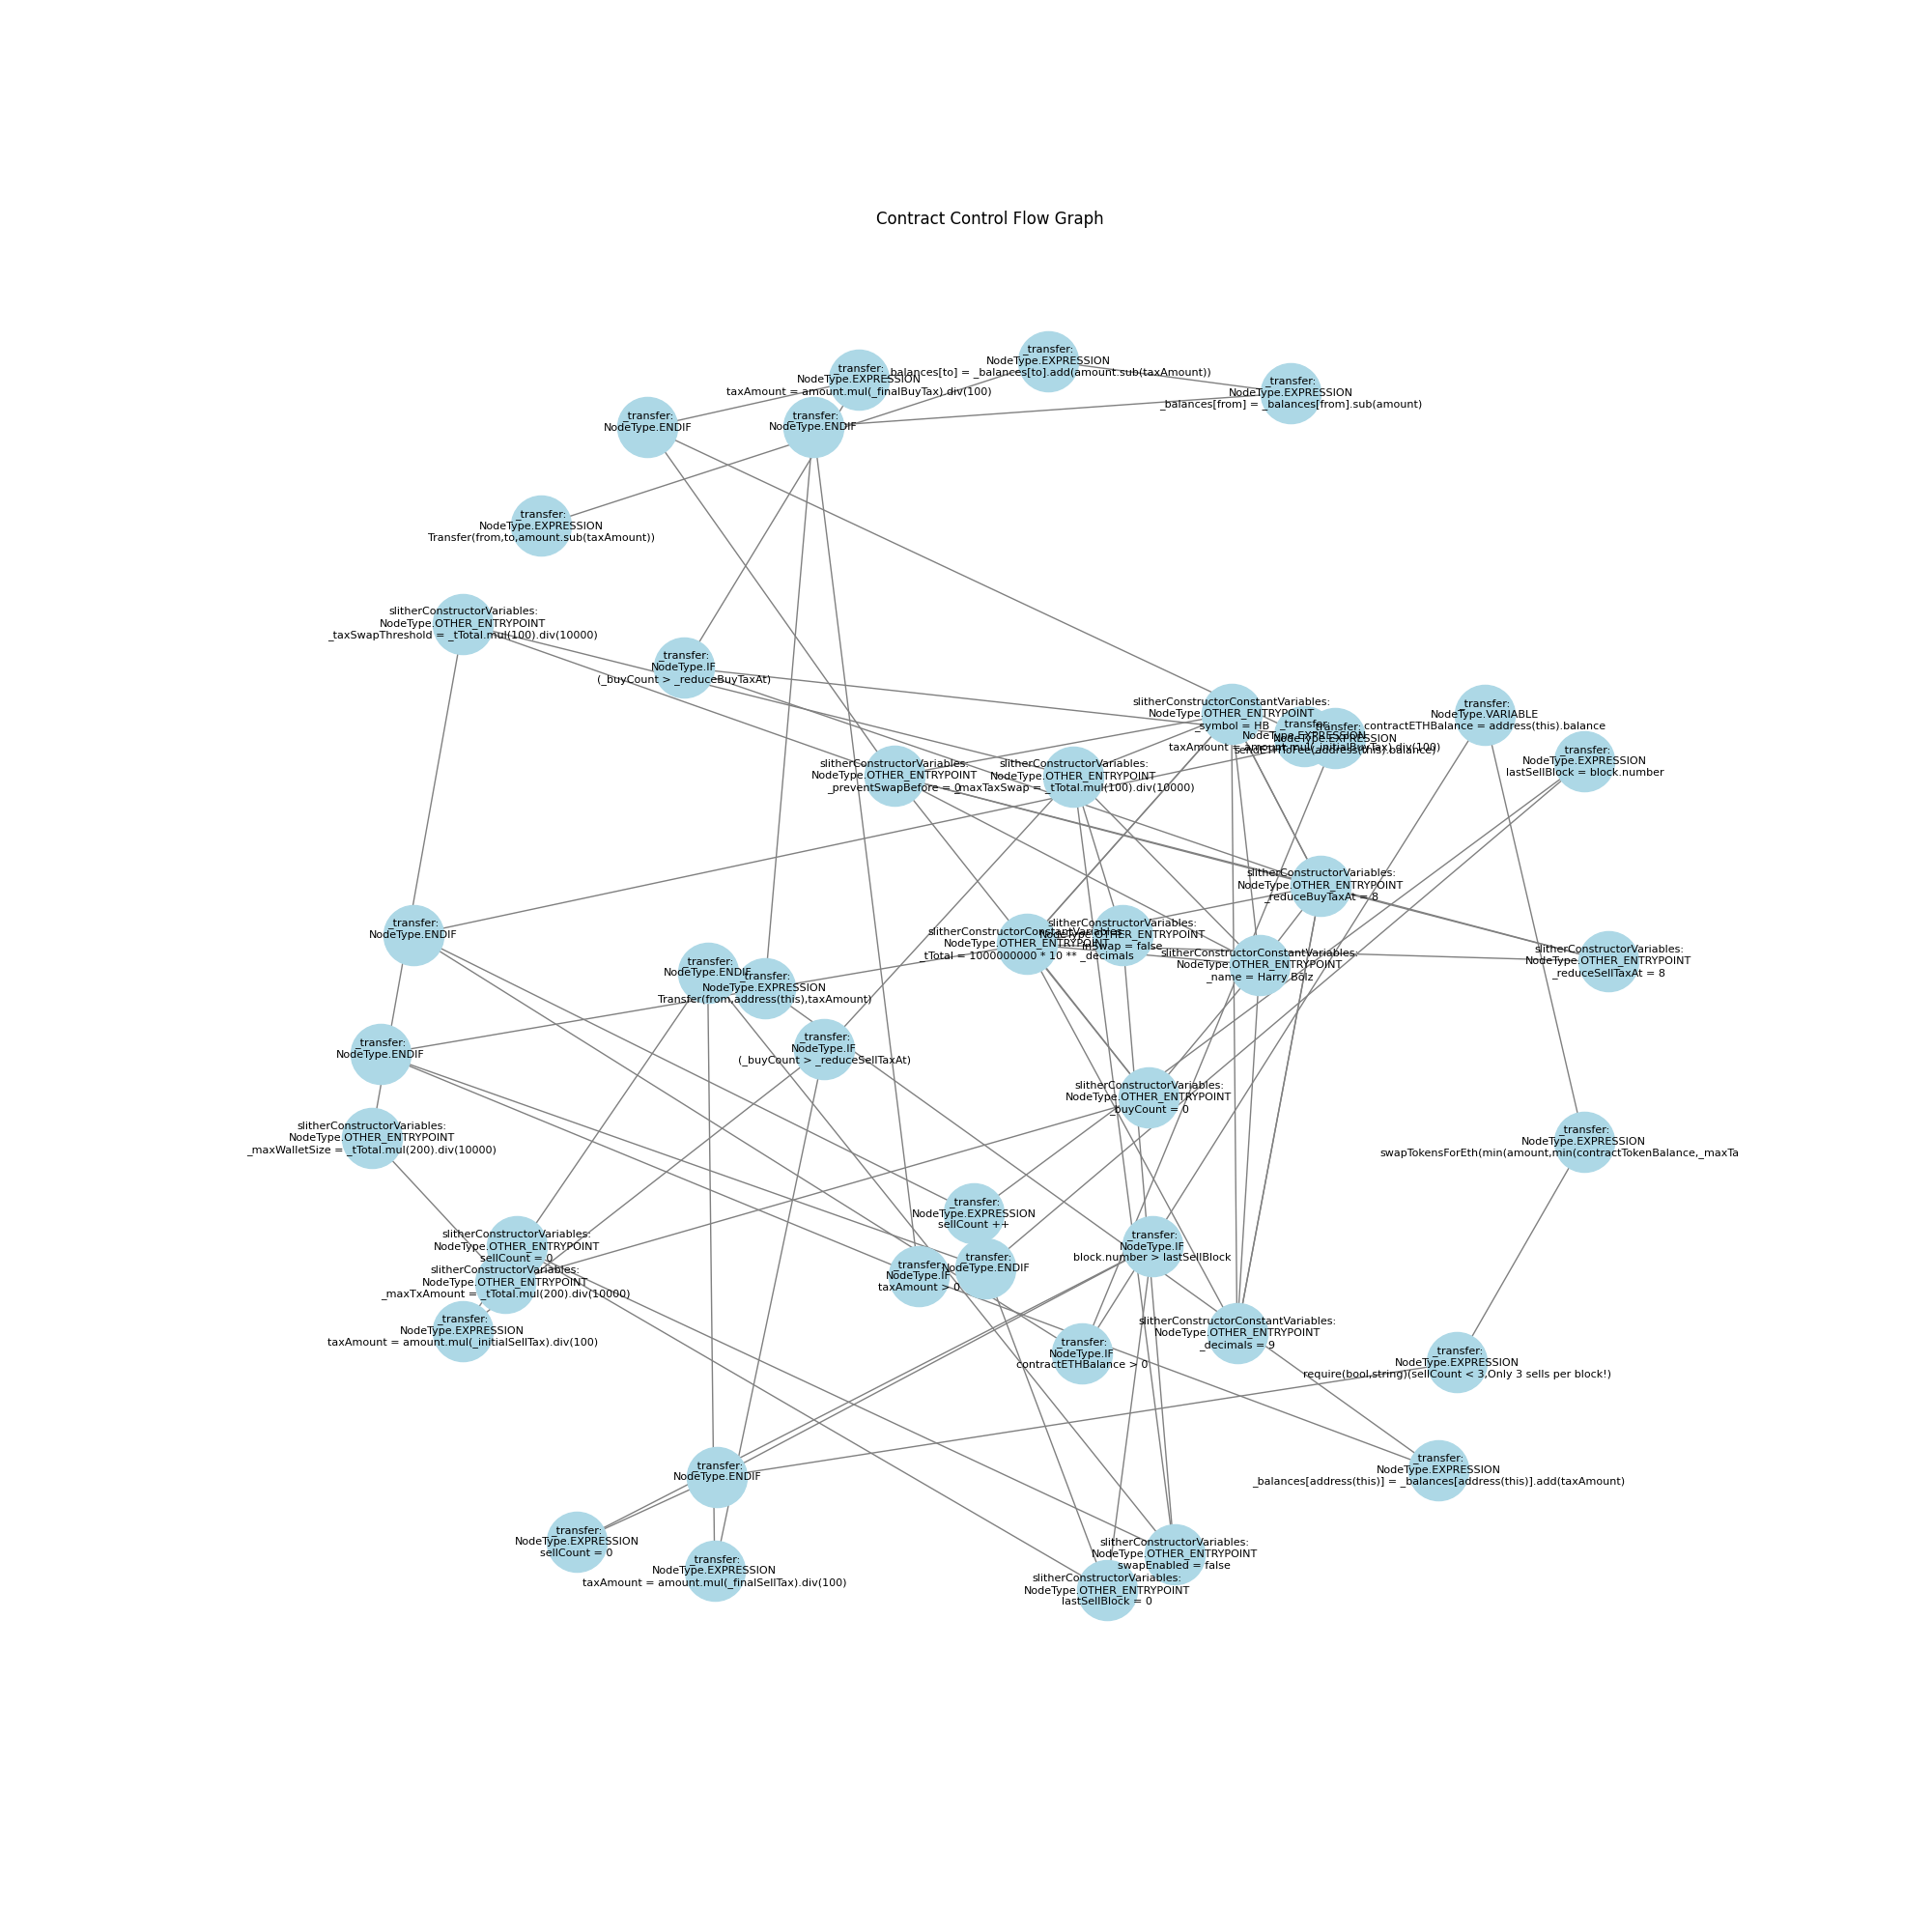 Contract Control Flow Graph
_transfer:
NodeType.EXPRESSION
_balances[to] = _balances[to].add(amount.sub(taxAmount))
_transfer:
NodeType.EXPRESSION
taxAmount = amount.mul(_finalBuyTax).div(100)
_transfer:
NodeType.EXPRESSION
_balances[from] = _balances[from].sub(amount)
_transfer:
NodeType.ENDIF
_transfer:
NodeType.ENDIF
_transfer:
NodeType.EXPRESSION
Transfer(from,to,amount.sub(taxAmount))
slitherConstructorVariables:
NodeType.OTHER_ENTRYPOINT
_taxSwapThreshold = _tTotal.mul(100).div(10000)
_transfer:
NodeType.IF
(_buyCount > _reduceBuyTaxAt)
slitherConstructorConstantVariables:
NodeType.OTHER_ENTRYPOINT
_symbol = HB
_transfer:
NodeType.EXPRESSION
taxAmount = amount.mul(_initialBuyTax).div(100)
_transfer:
NodeType.EXPRESSION
sendETHToFee(address(this).balance)
_transfer:
NodeType.VARIABLE
contractETHBalance = address(this).balance
_transfer:
NodeType.EXPRESSION
lastSellBlock = block.number
slitherConstructorVariables:
NodeType.OTHER_ENTRYPOINT
_preventSwapBefore = 0
slitherConstructorVariables:
NodeType.OTHER_ENTRYPOINT
_maxTaxSwap = _tTotal.mul(100).div(10000)
slitherConstructorVariables:
NodeType.OTHER_ENTRYPOINT
_reduceBuyTaxAt = 8
_transfer:
NodeType.ENDIF
slitherConstructorConstantVariables:
NodeType.OTHER_ENTRYPOINT
_tTotal = 1000000000 * 10 ** _decimals
slitherConstructorVariables:
NodeType.OTHER_ENTRYPOINT
inSwap = false
slitherConstructorConstantVariables:
NodeType.OTHER_ENTRYPOINT
_name = Harry Bolz
slitherConstructorVariables:
NodeType.OTHER_ENTRYPOINT
_reduceSellTaxAt = 8
_transfer:
NodeType.ENDIF
_transfer:
NodeType.EXPRESSION
Transfer(from,address(this),taxAmount)
_transfer:
NodeType.ENDIF
_transfer:
NodeType.IF
(_buyCount > _reduceSellTaxAt)
slitherConstructorVariables:
NodeType.OTHER_ENTRYPOINT
_buyCount = 0
slitherConstructorVariables:
NodeType.OTHER_ENTRYPOINT
_maxWalletSize = _tTotal.mul(200).div(10000)
_transfer:
NodeType.EXPRESSION
swapTokensForEth(min(amount,min(contractTokenBalance,_maxTa
_transfer:
NodeType.EXPRESSION
sellCount ++
slitherConstructorVariables:
NodeType.OTHER_ENTRYPOINT
sellCount = 0
_transfer:
NodeType.IF
block.number > lastSellBlock
_transfer:
NodeType.ENDIF
_transfer:
NodeType.IF
taxAmount > 0
slitherConstructorVariables:
NodeType.OTHER_ENTRYPOINT
_maxTxAmount = _tTotal.mul(200).div(10000)
_transfer:
NodeType.EXPRESSION
taxAmount = amount.mul(_initialSellTax).div(100)
slitherConstructorConstantVariables:
NodeType.OTHER_ENTRYPOINT
_decimals = 9
_transfer:
NodeType.IF
contractETHBalance > 0
_transfer:
NodeType.EXPRESSION
require(bool,string)(sellCount < 3,Only 3 sells per block!)
_transfer:
NodeType.ENDIF
_transfer:
NodeType.EXPRESSION
_balances[address(this)] = _balances[address(this)].add(taxAmount)
_transfer:
NodeType.EXPRESSION
sellCount = 0
_transfer:
NodeType.EXPRESSION
taxAmount = amount.mul(_finalSellTax).div(100)
slitherConstructorVariables:
NodeType.OTHER_ENTRYPOINT
swapEnabled = false
slitherConstructorVariables:
NodeType.OTHER_ENTRYPOINT
lastSellBlock = 0